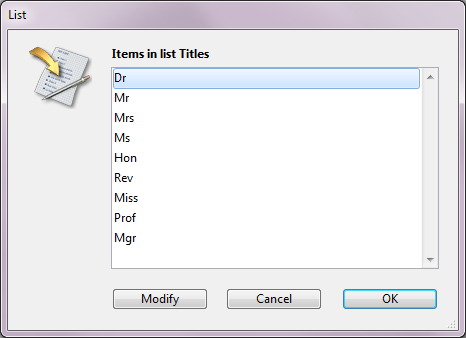 List
Items in list Titles
Dr
Mr
Mrs
Ms
Hon
Rev
Miss
Prof
Mgr
Modify Cancel OK